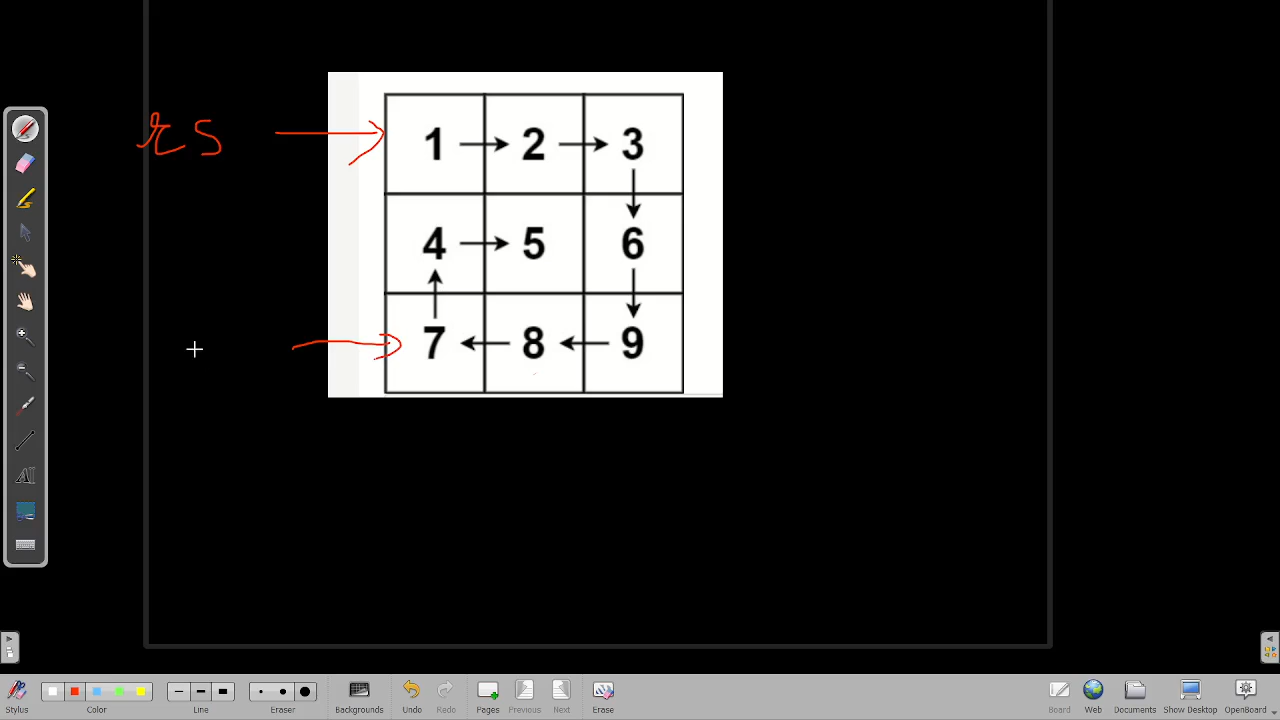 rs
1 2 3
4 5 6
7 8 9
Stylus Color Line Eraser Backgrounds Undo Redo Pages Previous Next Erase Board Web Documents Show Desktop OpenBoard